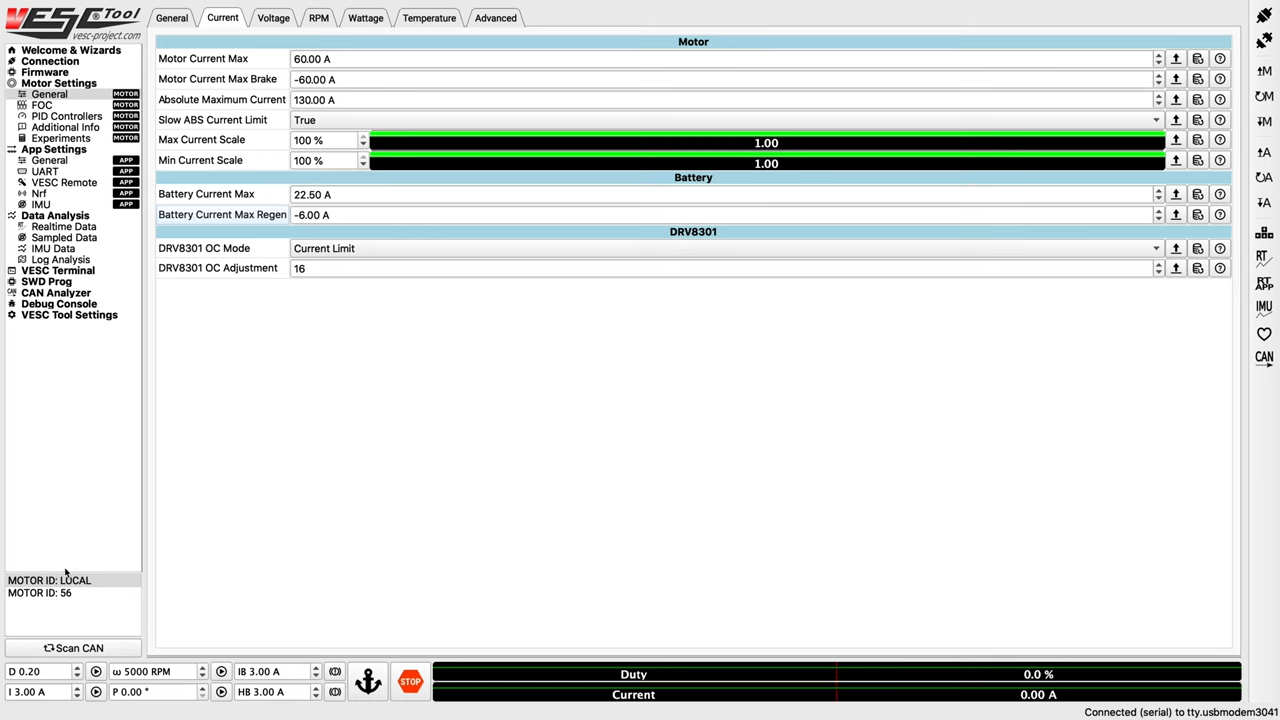 VESC Tool
vesc-project.com
General
Current
Voltage
RPM
Wattage
Temperature
Advanced
Welcome & Wizards
Connection
Firmware
Motor Settings
General MOTOR
FOC MOTOR
PID Controllers MOTOR
Additional Info MOTOR
Experiments MOTOR
App Settings
General APP
UART APP
VESC Remote APP
Nrf APP
IMU APP
Data Analysis
Realtime Data
Sampled Data
IMU Data
Log Analysis
VESC Terminal
SWD Prog
CAN Analyzer
Debug Console
VESC Tool Settings
MOTOR ID: LOCAL
MOTOR ID: 56
Scan CAN
Motor
Motor Current Max 60.00 A
Motor Current Max Brake -60.00 A
Absolute Maximum Current 130.00 A
Slow ABS Current Limit True
Max Current Scale 100 % 1.00
Min Current Scale 100 % 1.00
Battery
Battery Current Max 22.50 A
Battery Current Max Regen -6.00 A
DRV8301
DRV8301 OC Mode Current Limit
DRV8301 OC Adjustment 16
M
M
M
A
A
A
RT
RT APP
IMU
CAN
D 0.20 ω 5000 RPM IB 3.00 A
I 3.00 A P 0.00 ° HB 3.00 A
STOP
Duty 0.0 %
Current 0.00 A
Connected (serial) to tty.usbmodem3041